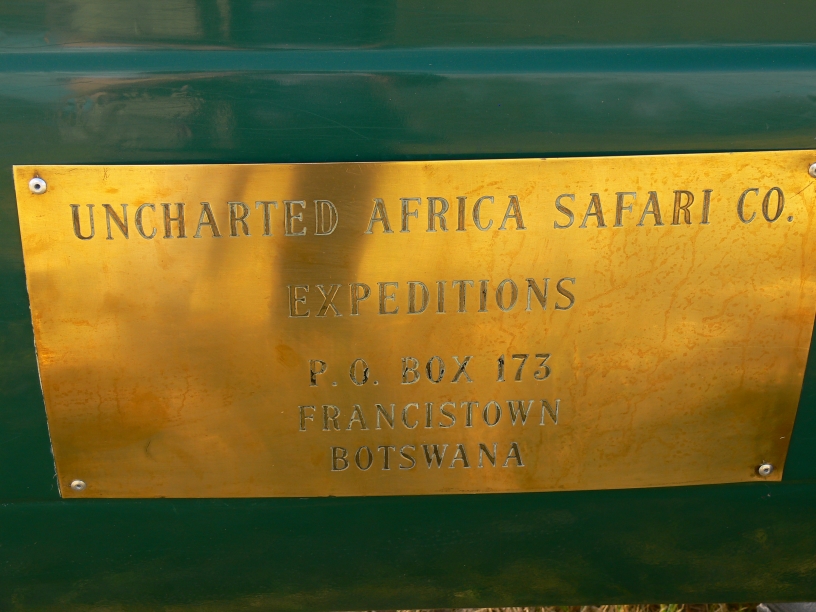 UNCHARTED AFRICA SAFARI CO.
EXPEDITIONS
P.O. BOX 173
FRANCISTOWN
BOTSWANA